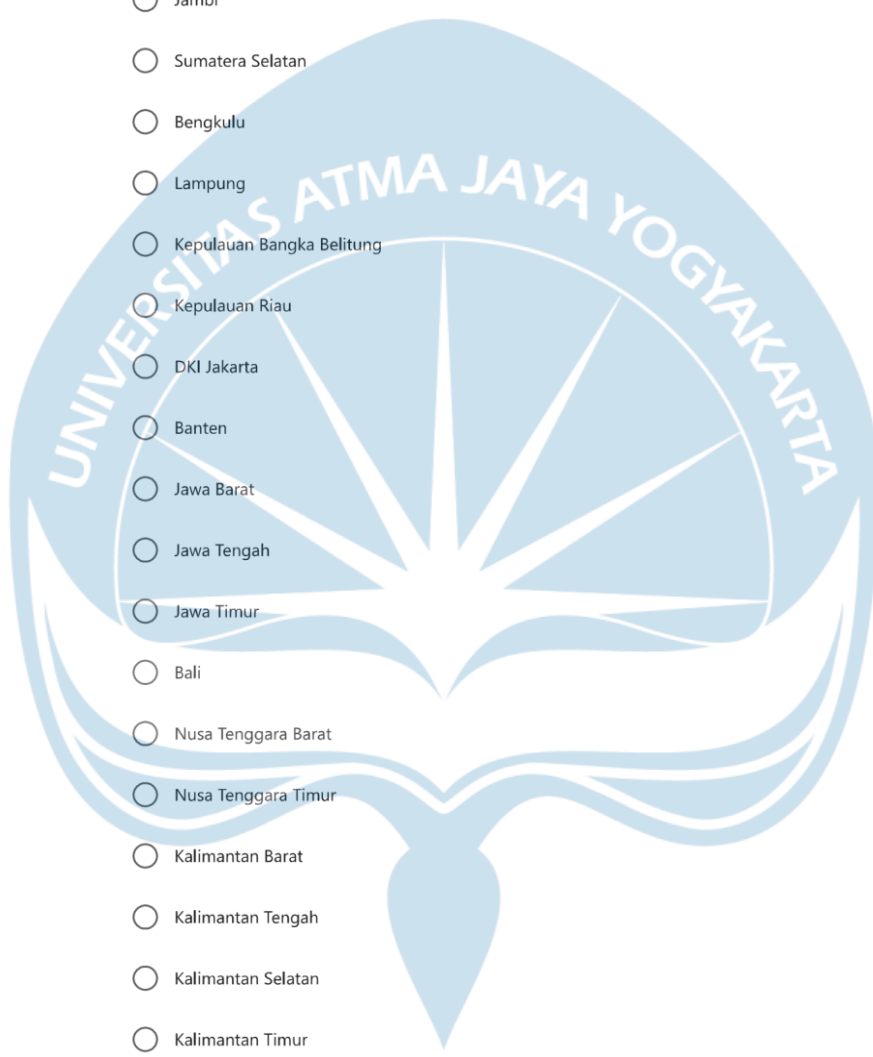 Jambi
Sumatera Selatan
Bengkulu
Lampung
Kepulauan Bangka Belitung
Kepulauan Riau
DKI Jakarta
Banten
Jawa Barat
Jawa Tengah
Jawa Timur
Bali
Nusa Tenggara Barat
Nusa Tenggara Timur
Kalimantan Barat
Kalimantan Tengah
Kalimantan Selatan
Kalimantan Timur
UNIVERSITAS ATMA JAYA YOGYAKARTA